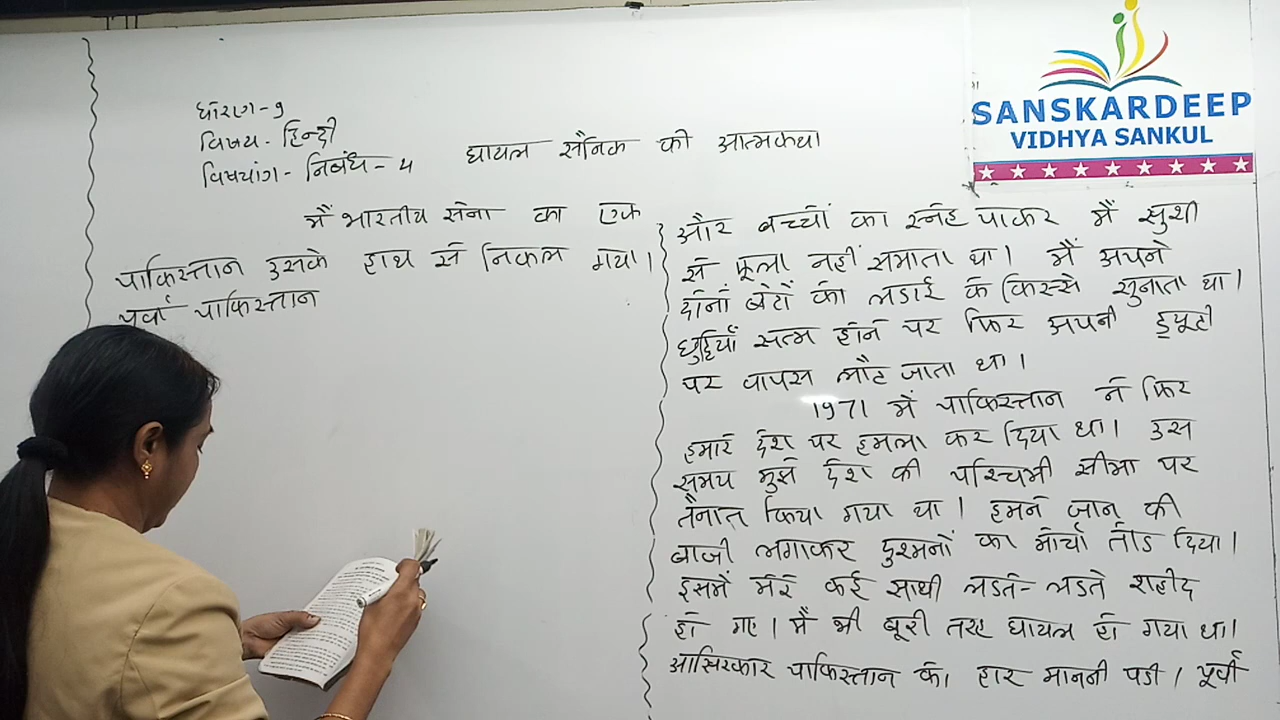 धोरण-9
विषय-हिन्दी
विषयांग-निबंध-4 घायल सैनिक की आत्मकथा
मैं भारतीय सेना का एक
पाकिस्तान उसके हाथ से निकल गया।
पूर्वी पाकिस्तान
SANSKARDEEP
VIDHYA SANKUL
और बच्चों का स्नेह पाकर मैं खुशी
से फूला नहीं समाता था। मैं अपने
दोनों बेटों को लडाई के किस्से सुनाता था।
छुट्टियाँ खत्म होने पर फिर अपनी ड्यूटी
पर वापस लौट जाता था।
1971 में पाकिस्तान ने फिर
हमारे देश पर हमला कर दिया था। उस
समय मुझे देश की पश्चिमी सीमा पर
तैनात किया गया था। हमने जान की
बाजी लगाकर दुश्मनों का मोर्चा तोड दिया।
इसमें मेरे कई साथी लडते-लडते शहीद
हो गए। मैं भी बूरी तरह घायल हो गया था।
आखिरकार पाकिस्तान को हार माननी पडी। पूर्वी